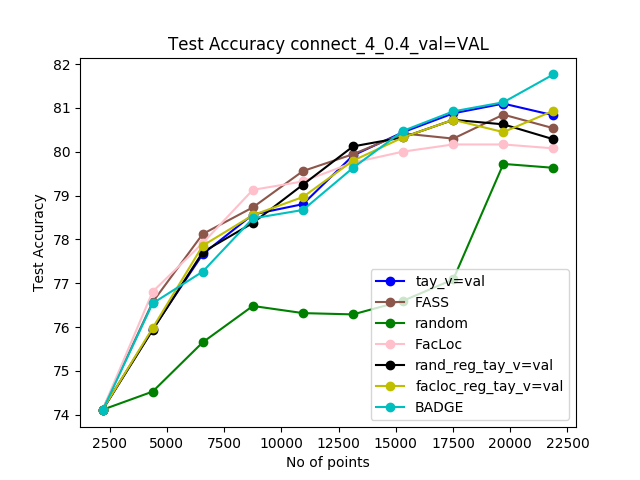 Test Accuracy connect_4_0.4_val=VAL
82
81
80
79
78
77
76
75
74
Test Accuracy
2500 5000 7500 10000 12500 15000 17500 20000 22500
No of points
tay_v=val
FASS
random
FacLoc
rand_reg_tay_v=val
facloc_reg_tay_v=val
BADGE